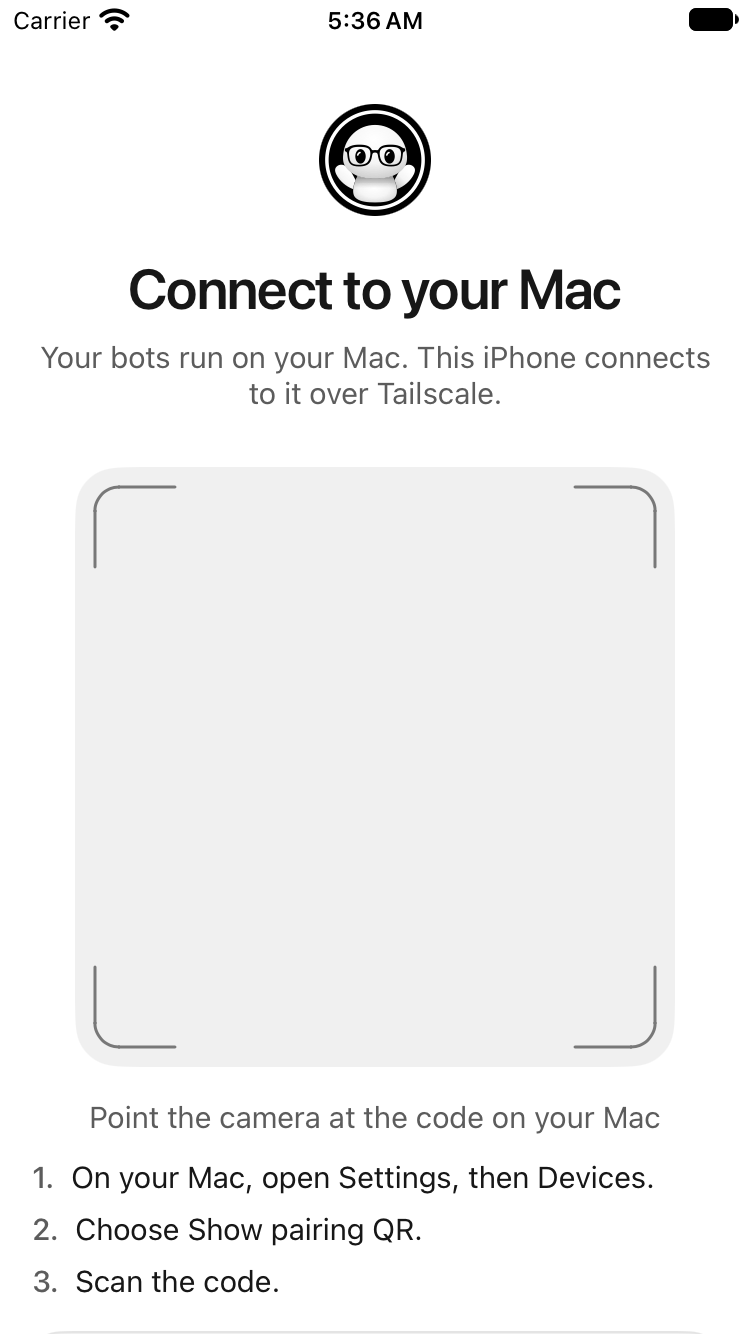 Carrier
5:36 AM
Connect to your Mac
Your bots run on your Mac. This iPhone connects
to it over Tailscale.
Point the camera at the code on your Mac
1. On your Mac, open Settings, then Devices.
2. Choose Show pairing QR.
3. Scan the code.